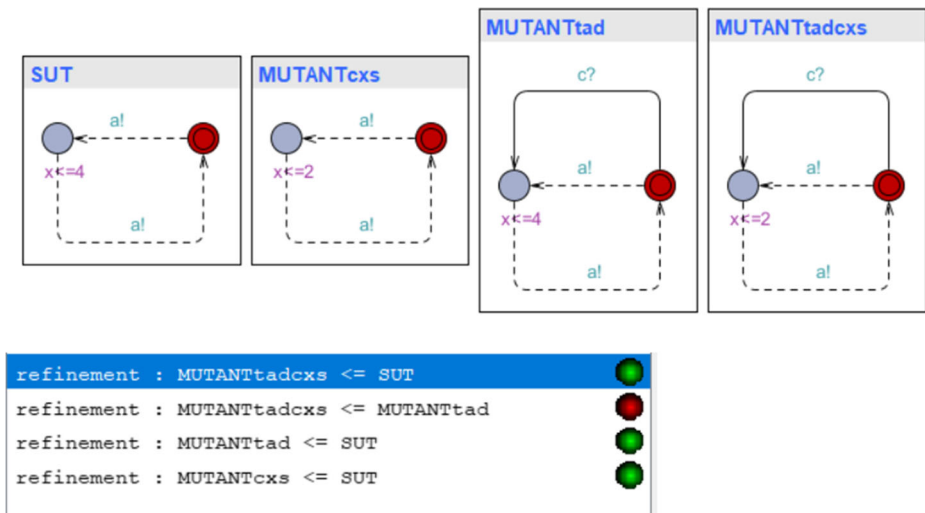 SUT
a!
x<=4
a!
MUTANTcxs
a!
x<=2
a!
MUTANTtad
c?
a!
x<=4
a!
MUTANTtadcxs
c?
a!
x<=2
a!
refinement : MUTANTtadcxs <= SUT
refinement : MUTANTtadcxs <= MUTANTtad
refinement : MUTANTtad <= SUT
refinement : MUTANTcxs <= SUT